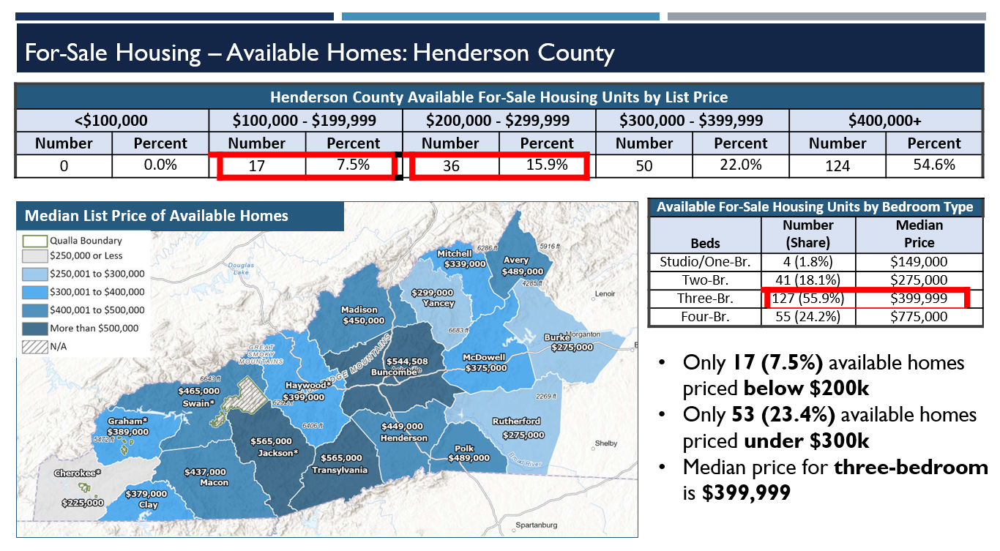 For-Sale Housing – Available Homes: Henderson County
Henderson County Available For-Sale Housing Units by List Price
<$100,000 $100,000 - $199,999 $200,000 - $299,999 $300,000 - $399,999 $400,000+
Number Percent Number Percent Number Percent Number Percent Number Percent
0 0.0% 17 7.5% 36 15.9% 50 22.0% 124 54.6%
Median List Price of Available Homes
Qualla Boundary
$250,000 or Less
$250,001 to $300,000
$300,001 to $400,000
$400,001 to $500,000
More than $500,000
N/A
Douglas
Lake
GREAT
SMOKY
MOUNTAINS
RIDGE MOUNTAINS
Mitchell
$339,000
6286 ft
5916 ft
Avery
$489,000
4285 ft
Lenoir
$299,000
Yancey
Madison
$450,000
6683 ft
Burke
Morganton
$275,000
McDowell
$375,000
$544,508
Buncombe
Haywood*
$399,000
6643 ft
$465,000
Swain*
6406 ft
2269 ft
Graham*
$389,000
5472 ft
Rutherford
$275,000
$449,000
Henderson
$565,000
Jackson*
Polk
$489,000
Shelby
Broad River
$565,000
Transylvania
Cherokee*
$225,000
$437,000
Macon
$379,000
Clay
Spartanburg
Available For-Sale Housing Units by Bedroom Type
Beds Number (Share) Median Price
Studio/One-Br. 4 (1.8%) $149,000
Two-Br. 41 (18.1%) $275,000
Three-Br. 127 (55.9%) $399,999
Four-Br. 55 (24.2%) $775,000
• Only 17 (7.5%) available homes
priced below $200k
• Only 53 (23.4%) available homes
priced under $300k
• Median price for three-bedroom
is $399,999